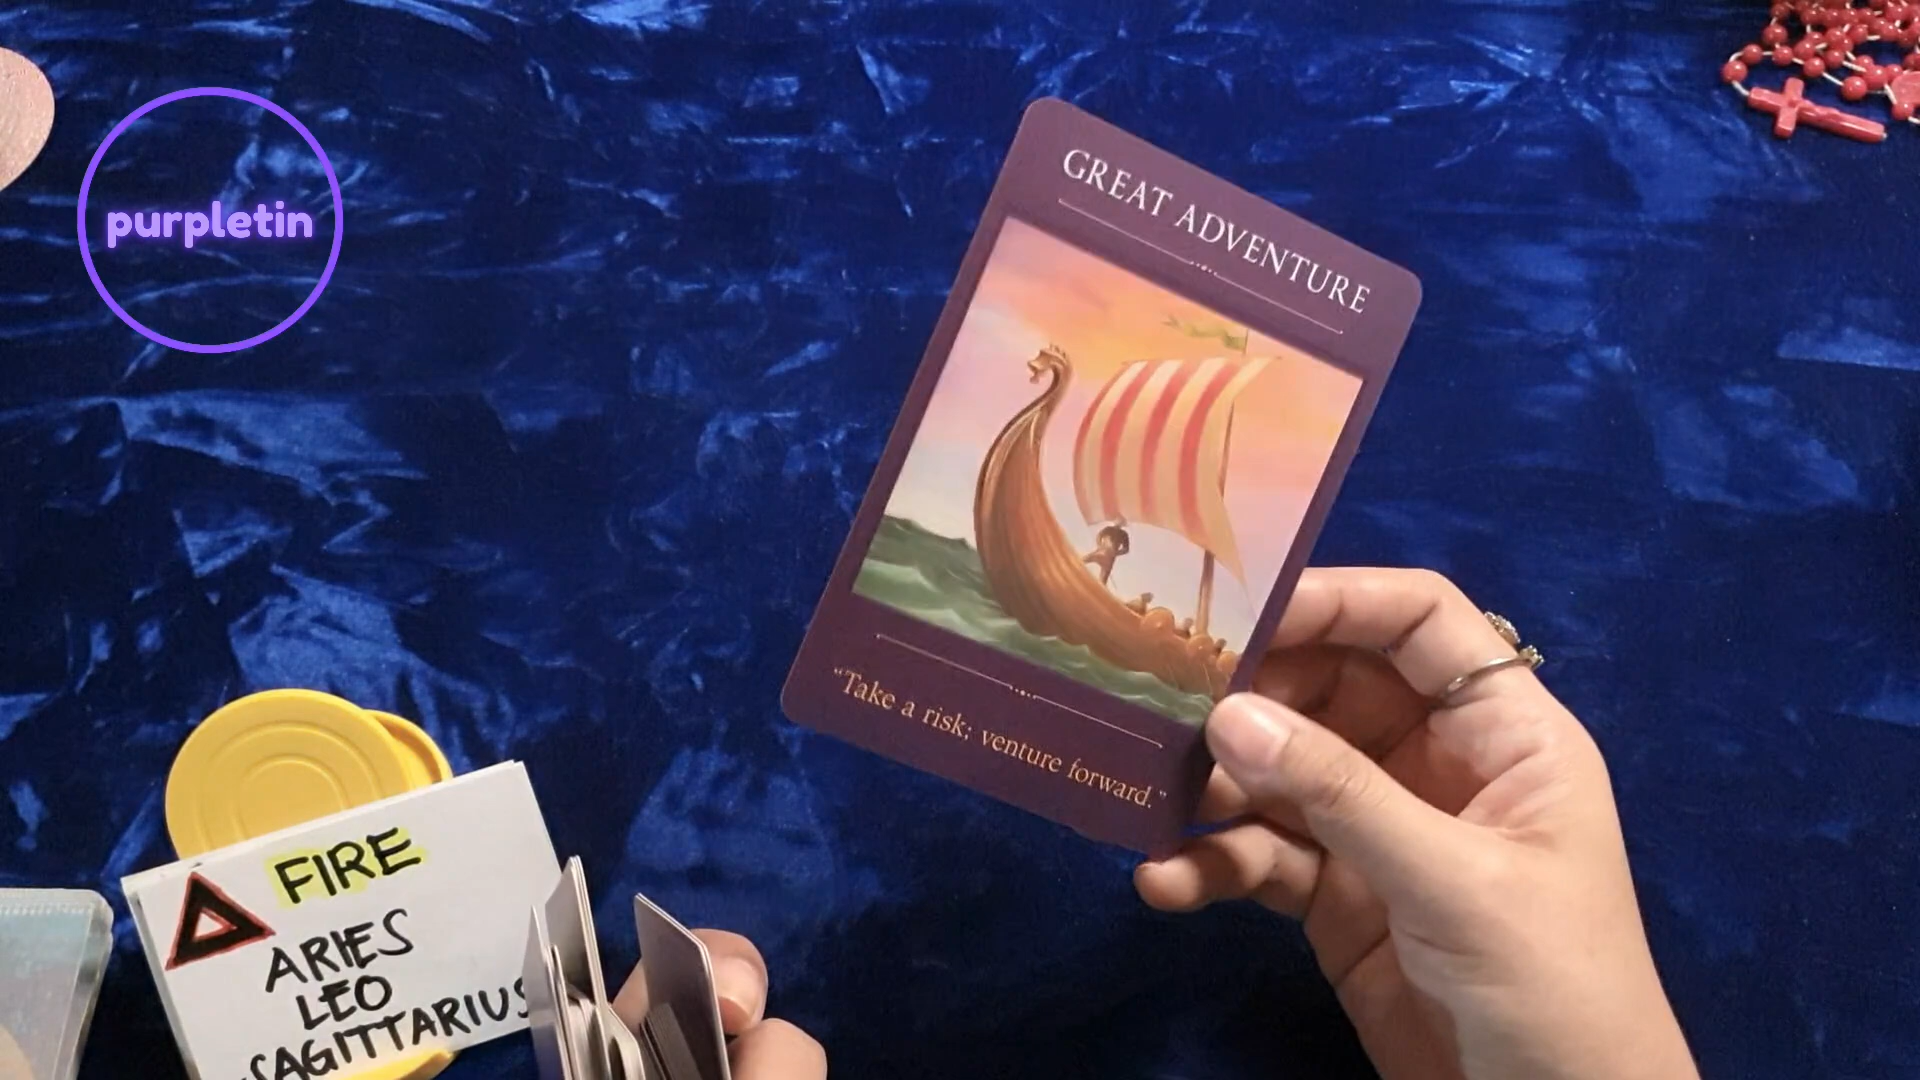 purpletin
GREAT ADVENTURE
"Take a risk; venture forward."
FIRE
ARIES
LEO
SAGITTARIUS